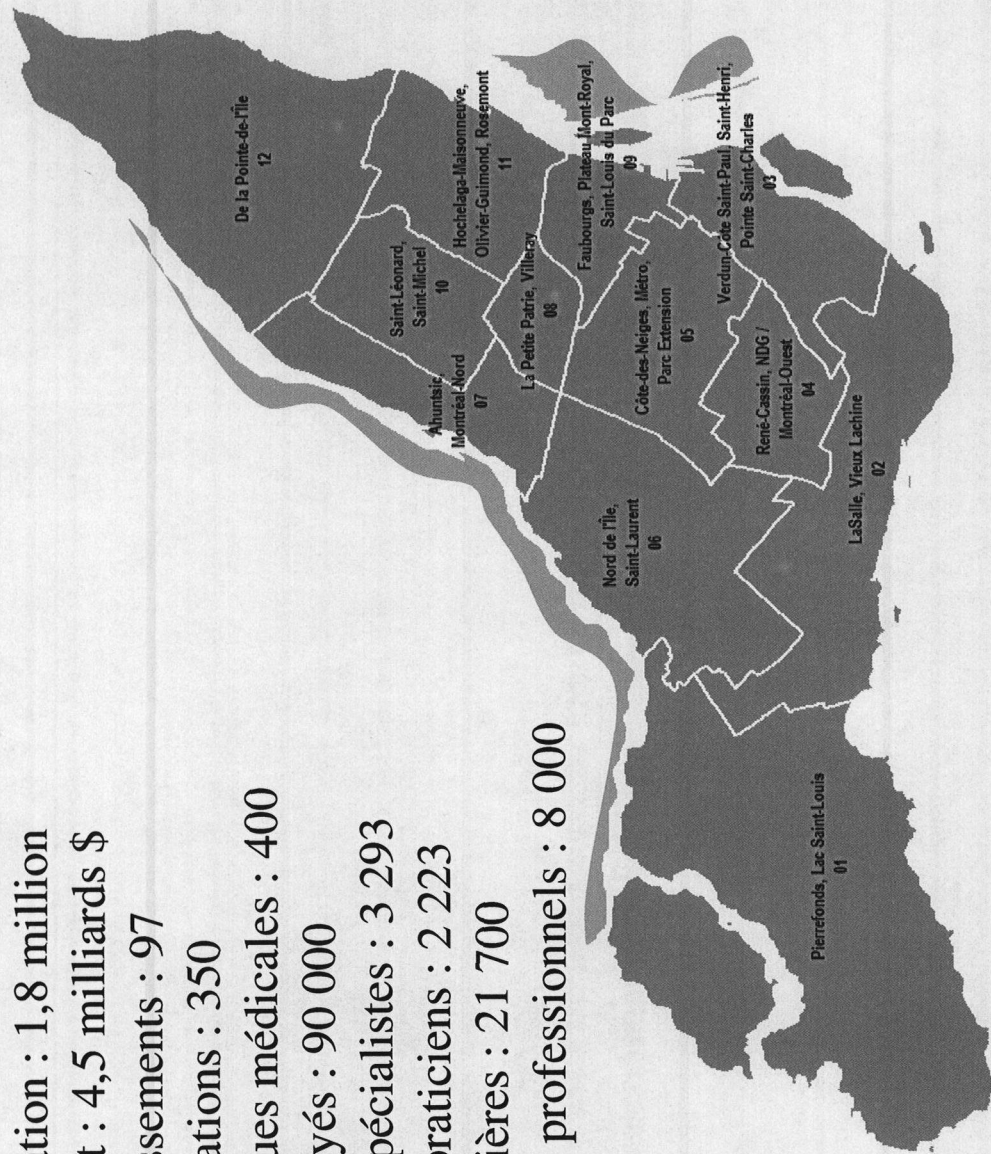 tion : 1,8 million
t : 4,5 milliards $
ssements : 97
ations : 350
ues médicales : 400
yés : 90 000
pécialistes : 3 293
praticiens : 2 223
ières : 21 700
professionnels : 8 000
De la Pointe-de-l'Île
12
Saint-Léonard,
Saint-Michel
10
Hochelaga-Maisonneuve,
Olivier-Guimond, Rosemont
11
Ahuntsic,
Montréal-Nord
07
La Petite Patrie, Villeray
08
Faubourgs, Plateau Mont-Royal,
Saint-Louis du Parc
09
Nord de l'Île,
Saint-Laurent
06
Côte-des-Neiges, Métro,
Parc Extension
05
Verdun-Côte Saint-Paul, Saint-Henri,
Pointe Saint-Charles
03
René-Cassin, NDG /
Montréal-Ouest
04
LaSalle, Vieux Lachine
02
Pierrefonds, Lac Saint-Louis
01